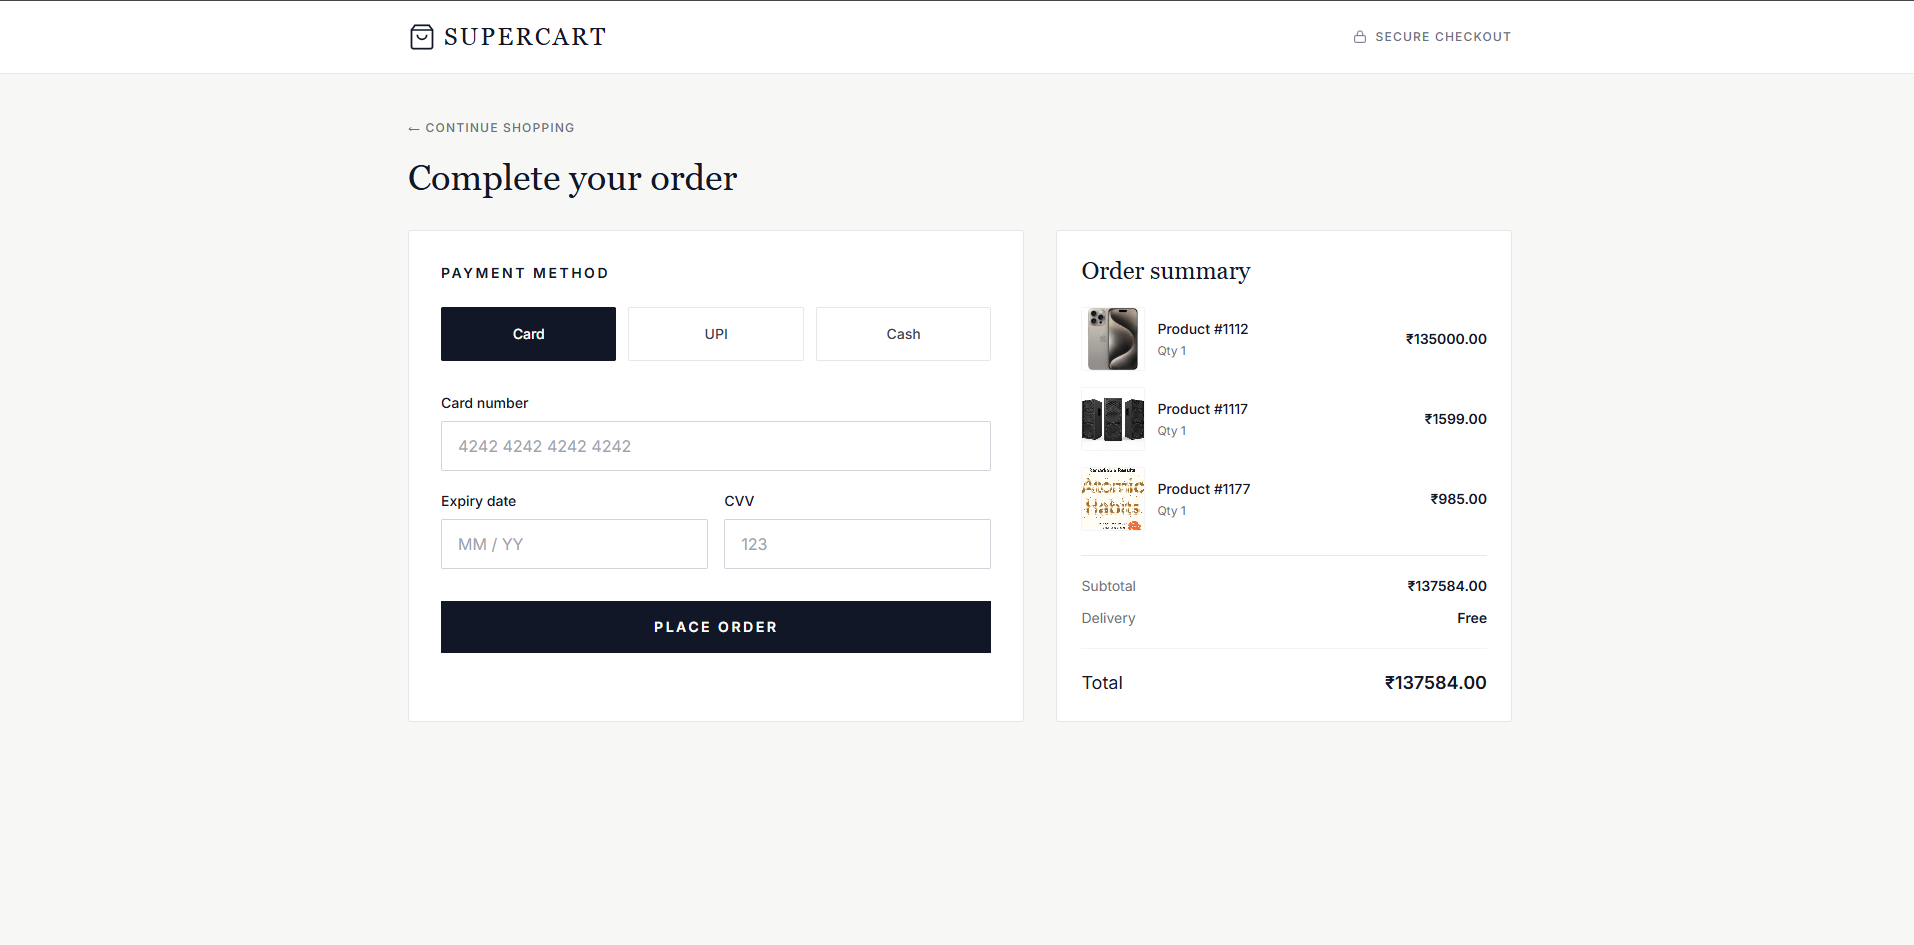 SUPERCART
SECURE CHECKOUT
← CONTINUE SHOPPING
Complete your order
PAYMENT METHOD
Card
UPI
Cash
Card number
4242 4242 4242 4242
Expiry date
CVV
MM / YY
123
PLACE ORDER
Order summary
Product #1112
Qty 1
₹135000.00
Product #1117
Qty 1
₹1599.00
Remarkable Results
Atomic
Habits
Product #1177
Qty 1
₹985.00
Subtotal
₹137584.00
Delivery
Free
Total
₹137584.00